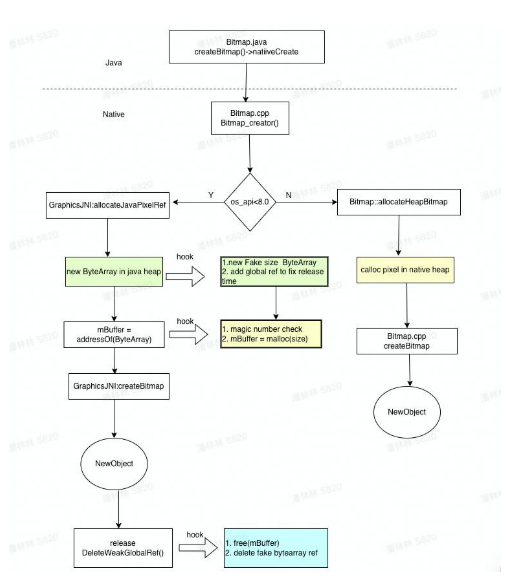 Bitmap.java
createBitmap()->natiiveCreate
Java
Native
Bitmap.cpp
Bitmap_creator()
os_api<8.0
Y
N
GraphicsJNI:allocateJavaPixelRef
Bitmap::allocateHeapBitmap
new ByteArray in java heap
hook
1.new Fake size ByteArray
2. add global ref to fix release
time
calloc pixel in native heap
mBuffer =
addressOf(ByteArray)
hook
1. magic number check
2. mBuffer = malloc(size)
Bitmap.cpp
createBitmap
GraphicsJNI:createBitmap
NewObject
NewObject
release
DeleteWeakGlobalRef()
hook
1. free(mBuffer)
2. delete fake bytearray ref